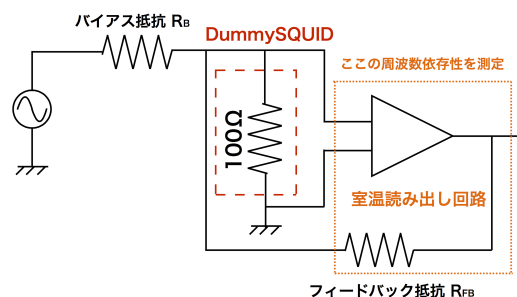 バイアス抵抗 RB
DummySQUID
ここの周波数依存性を測定
100Ω
室温読み出し回路
フィードバック抵抗 RFB